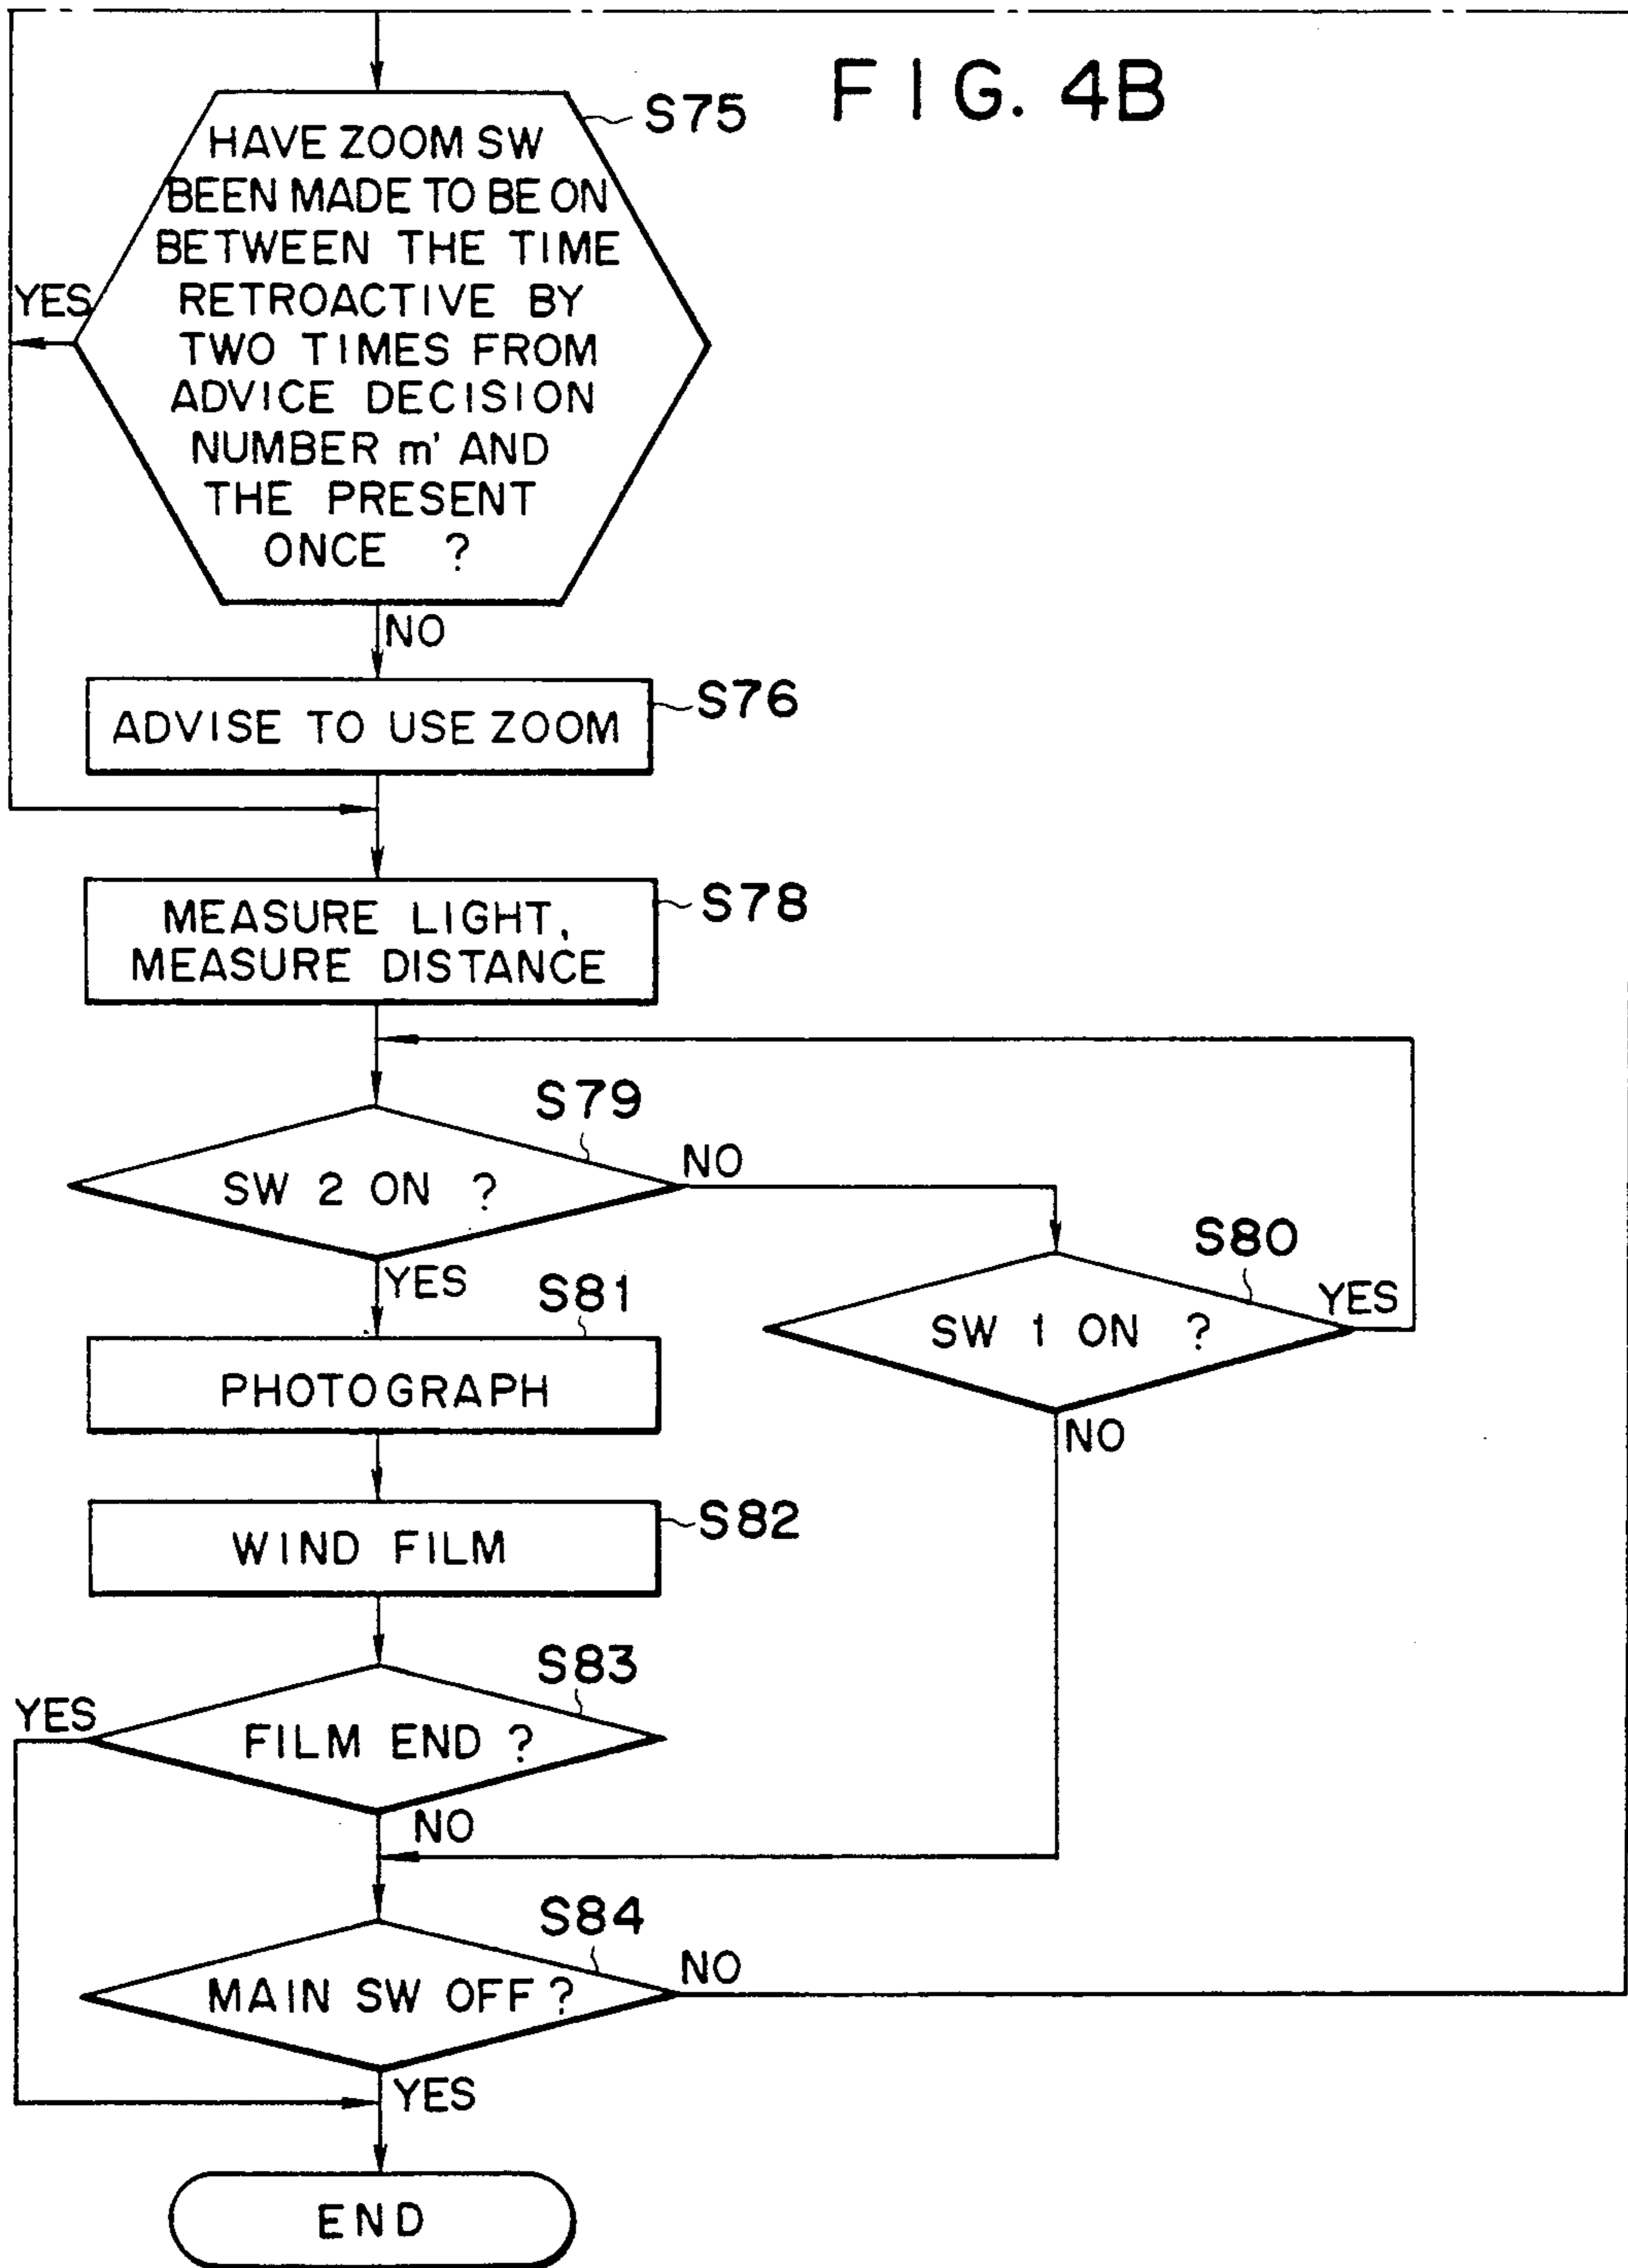 FIG. 4B
S75
HAVE ZOOM SW
BEEN MADE TO BE ON
BETWEEN THE TIME
RETROACTIVE BY
TWO TIMES FROM
ADVICE DECISION
NUMBER m' AND
THE PRESENT
ONCE ?
YES
NO
S76
ADVISE TO USE ZOOM
S78
MEASURE LIGHT,
MEASURE DISTANCE
S79
SW 2 ON ?
NO
YES
S80
SW 1 ON ?
YES
NO
S81
PHOTOGRAPH
S82
WIND FILM
S83
FILM END ?
YES
NO
S84
MAIN SW OFF ?
NO
YES
END